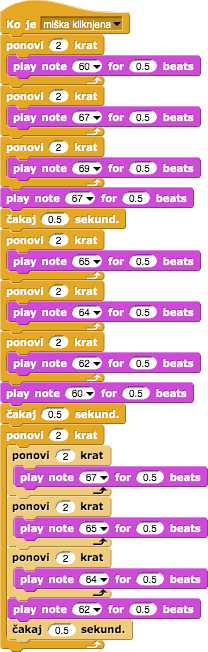 Ko je miška kliknjena
ponovi 2 krat
play note 60 for 0.5 beats
ponovi 2 krat
play note 67 for 0.5 beats
ponovi 2 krat
play note 69 for 0.5 beats
play note 67 for 0.5 beats
čakaj 0.5 sekund.
ponovi 2 krat
play note 65 for 0.5 beats
ponovi 2 krat
play note 64 for 0.5 beats
ponovi 2 krat
play note 62 for 0.5 beats
play note 60 for 0.5 beats
čakaj 0.5 sekund.
ponovi 2 krat
ponovi 2 krat
play note 67 for 0.5 beats
ponovi 2 krat
play note 65 for 0.5 beats
ponovi 2 krat
play note 64 for 0.5 beats
play note 62 for 0.5 beats
čakaj 0.5 sekund.